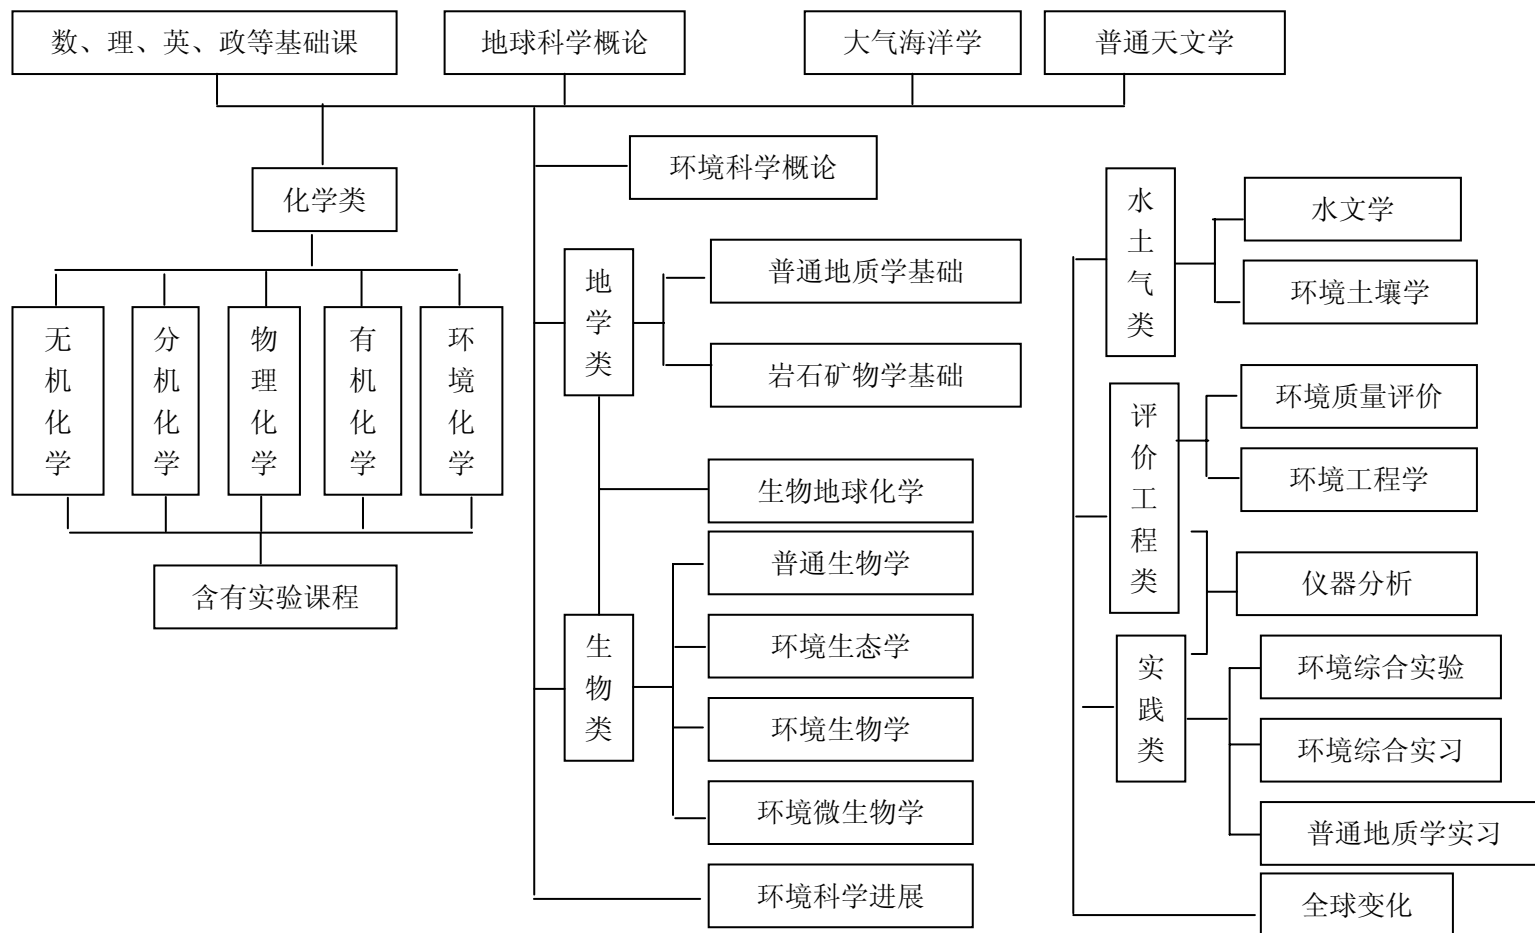 数、理、英、政等基础课
地球科学概论
大气海洋学
普通天文学
环境科学概论
化学类
无机化学
分机化学
物理化学
有机化学
环境化学
含有实验课程
地学类
普通地质学基础
岩石矿物学基础
生物地球化学
生物类
普通生物学
环境生态学
环境生物学
环境微生物学
环境科学进展
水土气类
水文学
环境土壤学
评价工程类
环境质量评价
环境工程学
仪器分析
实践类
环境综合实验
环境综合实习
普通地质学实习
全球变化